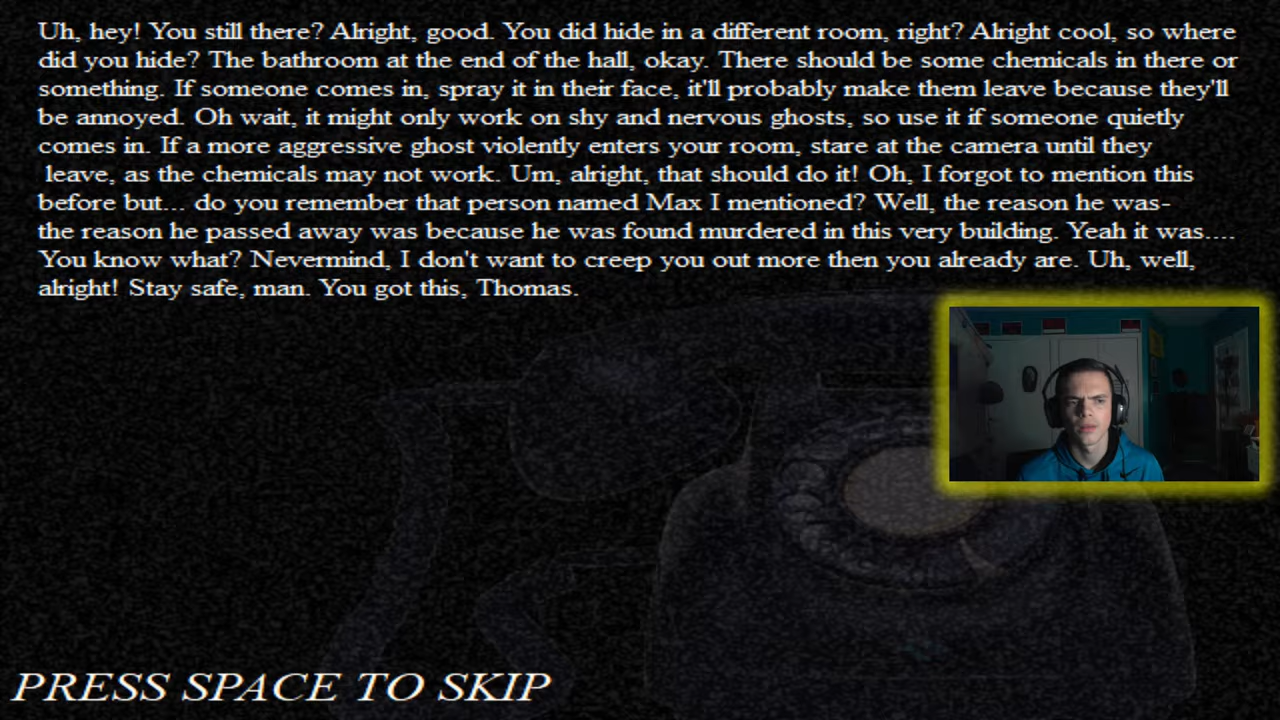 Uh, hey! You still there? Alright, good. You did hide in a different room, right? Alright cool, so where
did you hide? The bathroom at the end of the hall, okay. There should be some chemicals in there or
something. If someone comes in, spray it in their face, it'll probably make them leave because they'll
be annoyed. Oh wait, it might only work on shy and nervous ghosts, so use it if someone quietly
comes in. If a more aggressive ghost violently enters your room, stare at the camera until they
leave, as the chemicals may not work. Um, alright, that should do it! Oh, I forgot to mention this
before but... do you remember that person named Max I mentioned? Well, the reason he was-
the reason he passed away was because he was found murdered in this very building. Yeah it was....
You know what? Nevermind, I don't want to creep you out more then you already are. Uh, well,
alright! Stay safe, man. You got this, Thomas.
PRESS SPACE TO SKIP